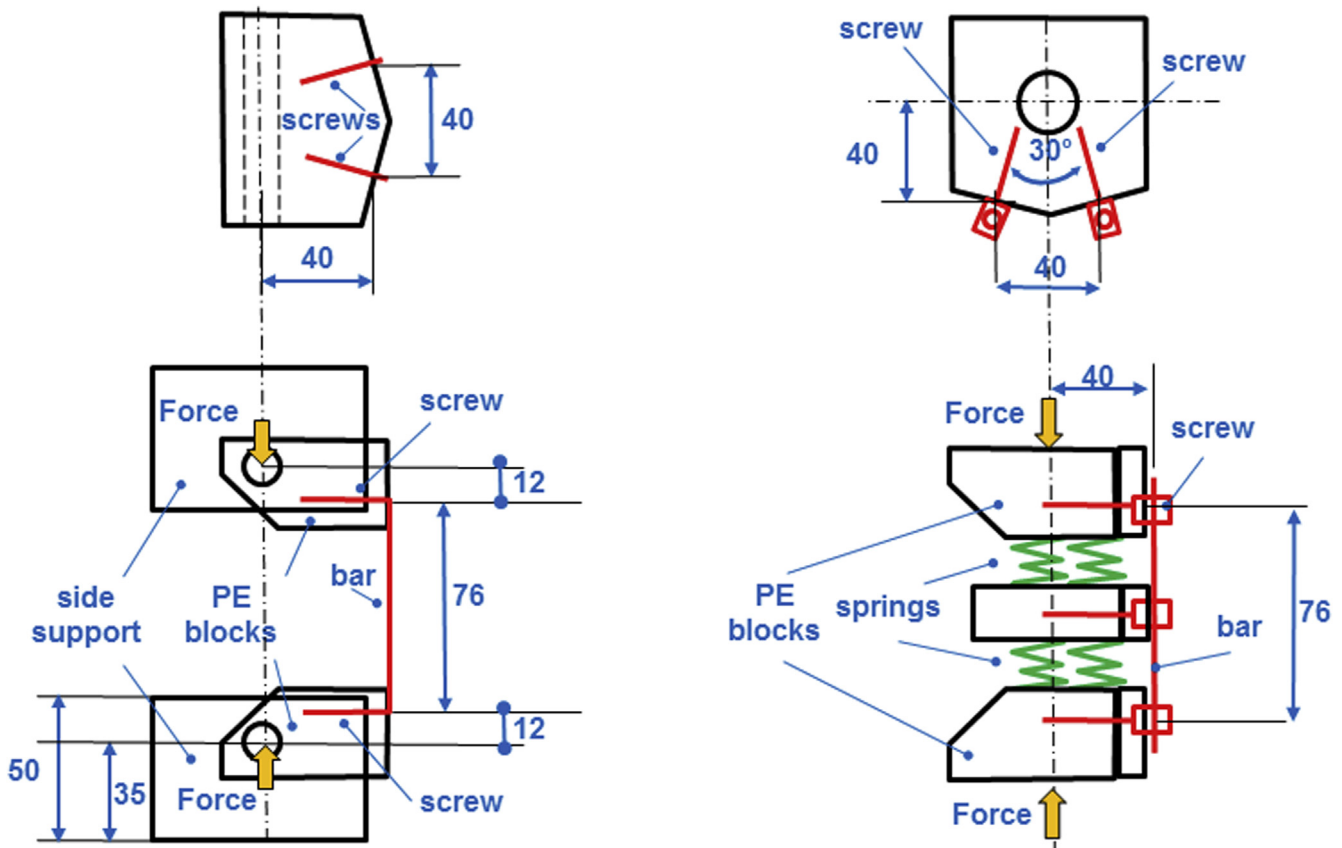 screws
40
40
screw
screw
40
30°
40
Force
screw
12
side
support
PE
blocks
bar
76
12
50
35
Force
screw
40
Force
screw
PE
blocks
springs
76
bar
Force